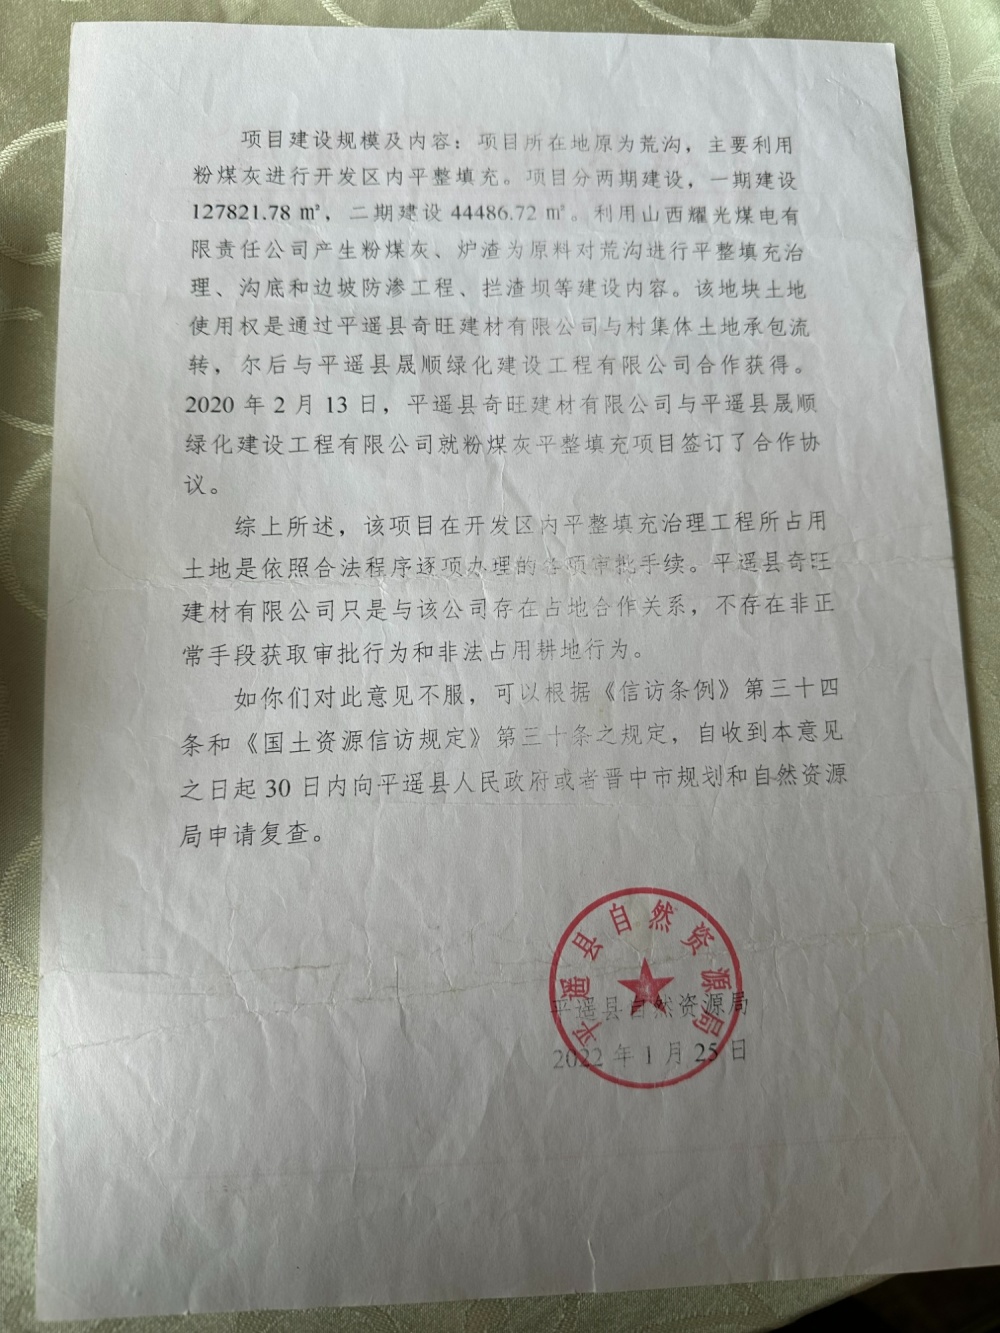 项目建设规模及内容：项目所在地原为荒沟，主要利用
粉煤灰进行开发区内平整填充。项目分两期建设，一期建设
127821.78 ㎡，二期建设 44486.72 ㎡。利用山西耀光煤电有
限责任公司产生粉煤灰、炉渣为原料对荒沟进行平整填充治
理、沟底和边坡防渗工程、拦渣坝等建设内容。该地块土地
使用权是通过平遥县奇旺建材有限公司与村集体土地承包流
转，尔后与平遥县晟顺绿化建设工程有限公司合作获得。
2020 年 2 月 13 日，平遥县奇旺建材有限公司与平遥县晟顺
绿化建设工程有限公司就粉煤灰平整填充项目签订了合作协
议。
综上所述，该项目在开发区内平整填充治理工程所占用
土地是依照合法程序逐项办理的各项审批手续。平遥县奇旺
建材有限公司只是与该公司存在占地合作关系，不存在非正
常手段获取审批行为和非法占用耕地行为。
如你们对此意见不服，可以根据《信访条例》第三十四
条和《国土资源信访规定》第三十条之规定，自收到本意见
之日起 30 日内向平遥县人民政府或者晋中市规划和自然资源
局申请复查。
平遥县自然资源局
平遥县自然资源局
2022 年 1 月 25 日